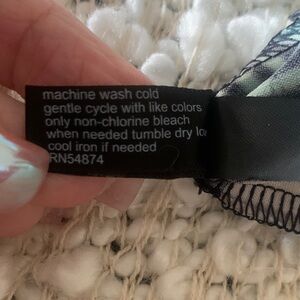 machine wash cold
gentle cycle with like colors
only non-chlorine bleach
when needed tumble dry low
cool iron if needed
RN54874